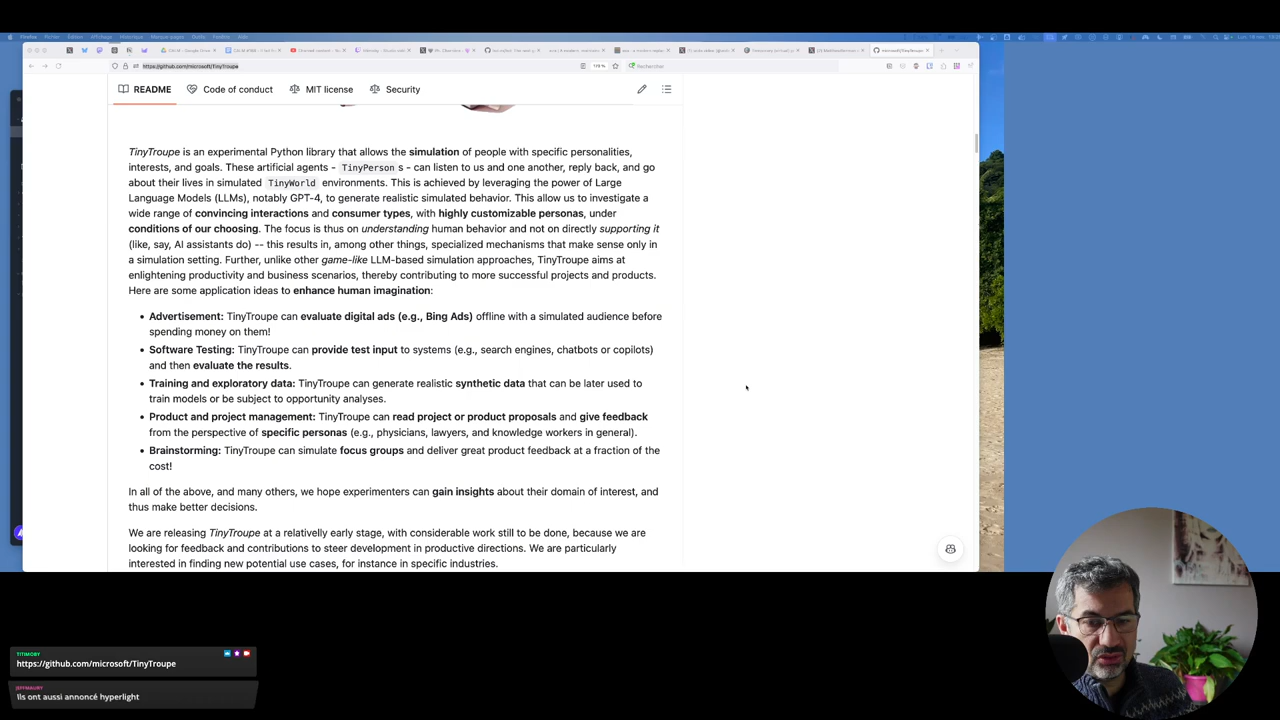 https://github.com/microsoft/TinyTroupe
119 %
Rechercher
README
Code of conduct
MIT license
Security
TinyTroupe is an experimental Python library that allows the simulation of people with specific personalities,
interests, and goals. These artificial agents - TinyPerson s - can listen to us and one another, reply back, and go
about their lives in simulated TinyWorld environments. This is achieved by leveraging the power of Large
Language Models (LLMs), notably GPT-4, to generate realistic simulated behavior. This allow us to investigate a
wide range of convincing interactions and consumer types, with highly customizable personas, under
conditions of our choosing. The focus is thus on understanding human behavior and not on directly supporting it
(like, say, AI assistants do) -- this results in, among other things, specialized mechanisms that make sense only in
a simulation setting. Further, unlike other game-like LLM-based simulation approaches, TinyTroupe aims at
enlightening productivity and business scenarios, thereby contributing to more successful projects and products.
Here are some application ideas to enhance human imagination:
• Advertisement: TinyTroupe can evaluate digital ads (e.g., Bing Ads) offline with a simulated audience before
spending money on them!
• Software Testing: TinyTroupe can provide test input to systems (e.g., search engines, chatbots or copilots)
and then evaluate the results.
• Training and exploratory data: TinyTroupe can generate realistic synthetic data that can be later used to
train models or be subject to opportunity analyses.
• Product and project management: TinyTroupe can read project or product proposals and give feedback
from the perspective of specific personas (e.g., physicians, lawyers, and knowledge workers in general).
• Brainstorming: TinyTroupe can simulate focus groups and deliver great product feedback at a fraction of the
cost!
In all of the above, and many others, we hope experimenters can gain insights about their domain of interest, and
thus make better decisions.
We are releasing TinyTroupe at a relativelly early stage, with considerable work still to be done, because we are
looking for feedback and contributions to steer development in productive directions. We are particularly
interested in finding new potential use cases, for instance in specific industries.
TITIMOBY
https://github.com/microsoft/TinyTroupe
JEFFMAURY
Ils ont aussi annoncé hyperlight